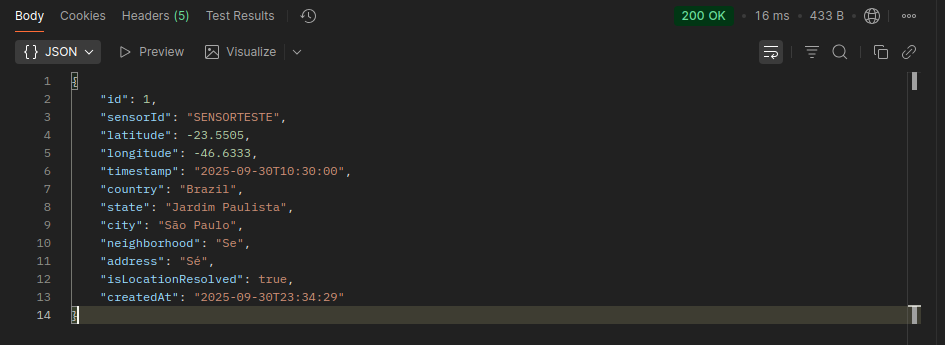 Body Cookies Headers (5) Test Results 200 OK • 16 ms • 433 B
{} JSON Preview Visualize
1 {
2 "id": 1,
3 "sensorId": "SENSORTESTE",
4 "latitude": -23.5505,
5 "longitude": -46.6333,
6 "timestamp": "2025-09-30T10:30:00",
7 "country": "Brazil",
8 "state": "Jardim Paulista",
9 "city": "São Paulo",
10 "neighborhood": "Se",
11 "address": "Sé",
12 "isLocationResolved": true,
13 "createdAt": "2025-09-30T23:34:29"
14 }